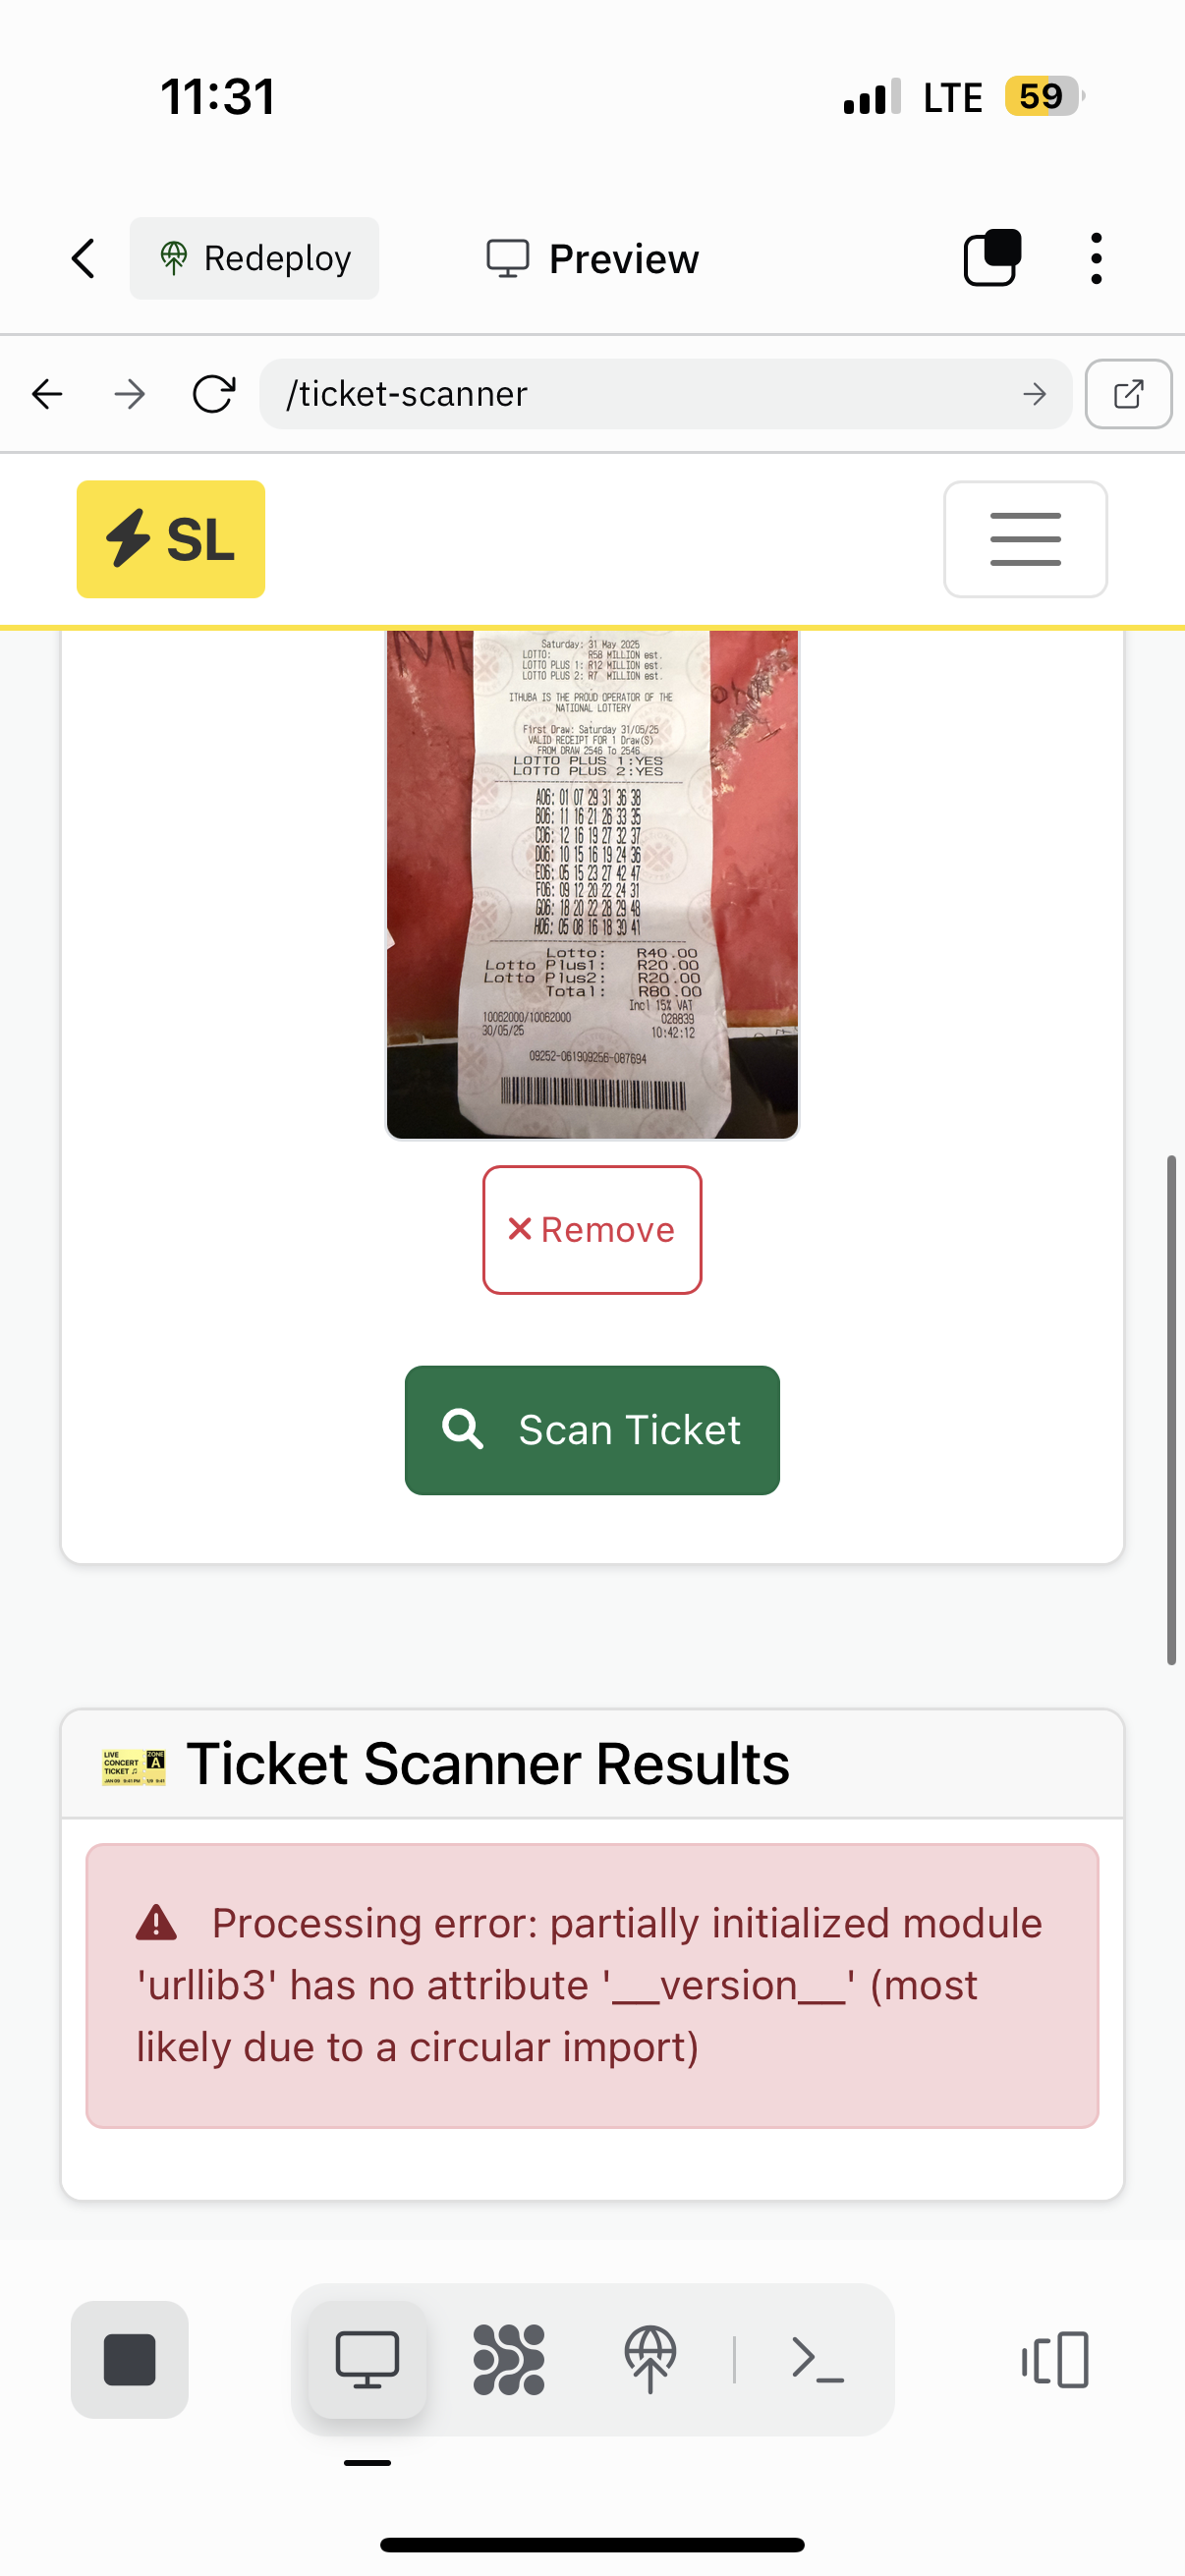 11:31
LTE 59
Redeploy Preview
/ticket-scanner
SL
Saturday: 31 May 2025
LOTTO: R58 MILLION est.
LOTTO PLUS 1: R12 MILLION est.
LOTTO PLUS 2: R7 MILLION est.
ITHUBA IS THE PROUD OPERATOR OF THE
NATIONAL LOTTERY
First Draw: Saturday 31/05/25
VALID RECEIPT FOR 1 Draw(S)
FROM DRAW 2546 To 2546
LOTTO PLUS 1:YES
LOTTO PLUS 2:YES
A06: 01 07 29 31 36 38
B06: 11 16 21 26 33 35
C06: 12 16 19 27 32 37
D06: 10 15 16 19 24 36
E06: 05 15 23 27 42 47
F06: 09 12 20 22 24 31
G06: 18 20 22 28 29 48
H06: 05 08 16 18 30 41
Lotto: R40.00
Lotto Plus1: R20.00
Lotto Plus2: R20.00
Total: R80.00
Incl 15% VAT
10062000/10062000 028839
30/05/25 10:42:12
09252-061909256-087694
Remove
Scan Ticket
LIVE CONCERT TICKET ZONE A
Ticket Scanner Results
Processing error: partially initialized module
'urllib3' has no attribute '__version__' (most
likely due to a circular import)